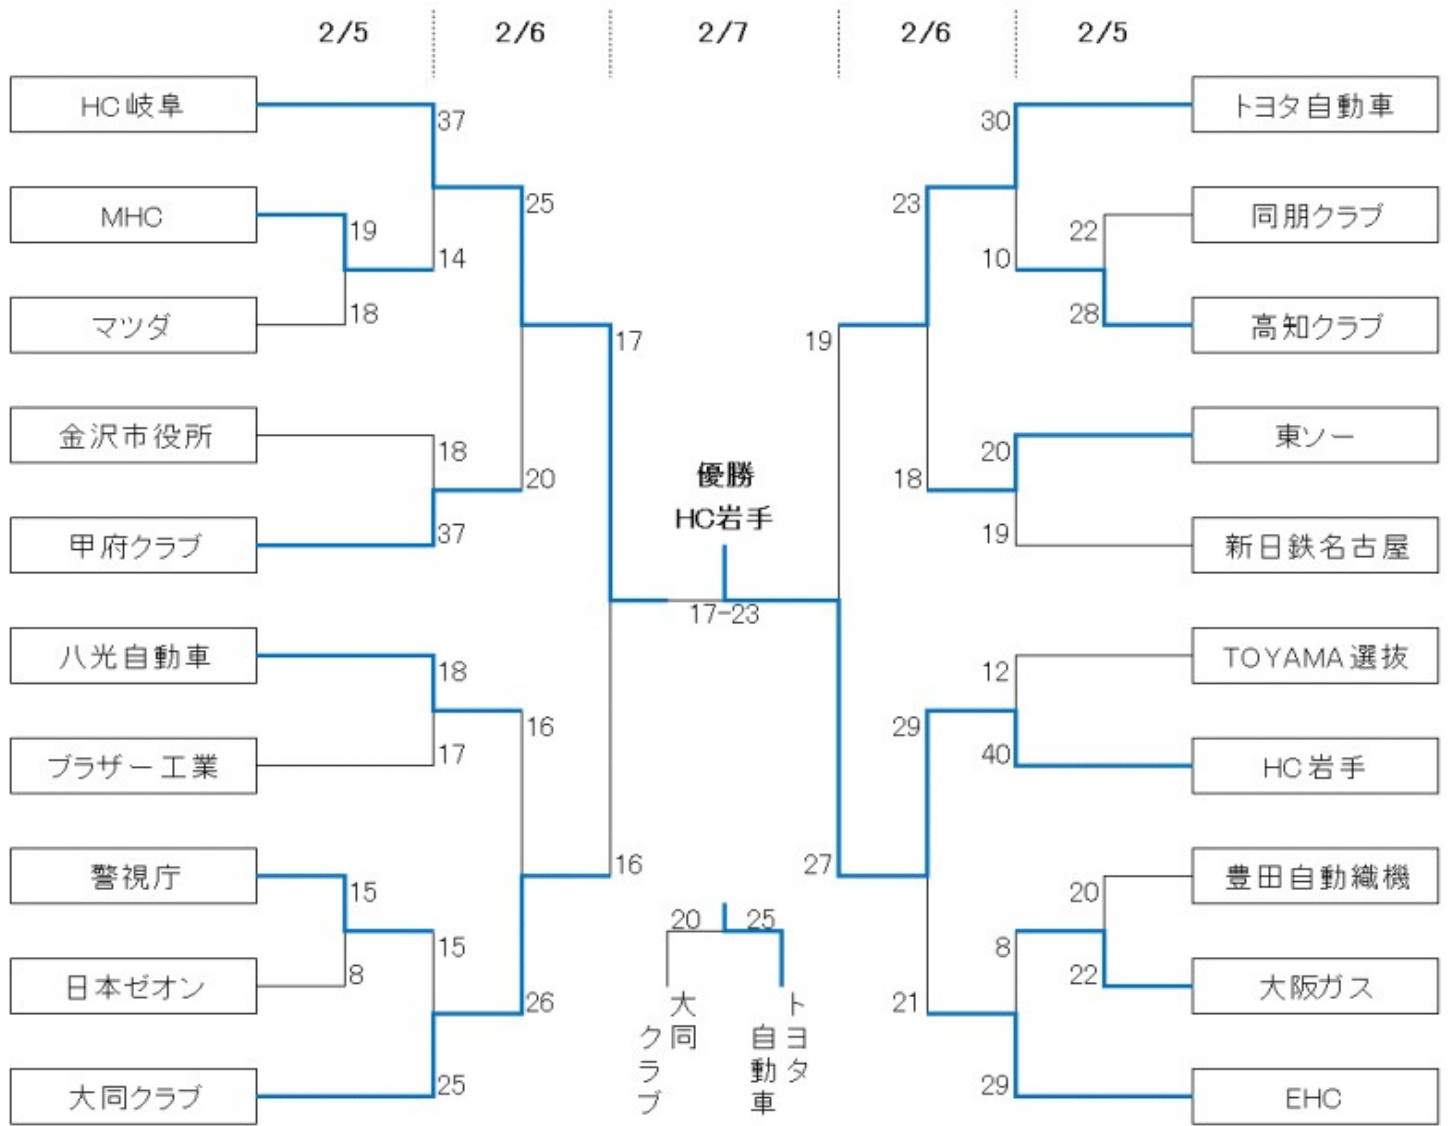 2/5 2/6 2/7 2/6 2/5
HC岐阜
MHC
マツダ
金沢市役所
甲府クラブ
八光自動車
ブラザー工業
警視庁
日本ゼオン
大同クラブ
37
19
14
18
18
37
18
17
15
15
8
25
25
20
16
26
17
16
優勝
HC岩手
17-23
20 25
大同
クラブ
トヨタ
自動車
19
27
23
18
29
21
30
22
10
28
20
19
12
40
20
8
22
29
トヨタ自動車
同朋クラブ
高知クラブ
東ソー
新日鉄名古屋
TOYAMA選抜
HC岩手
豊田自動織機
大阪ガス
EHC